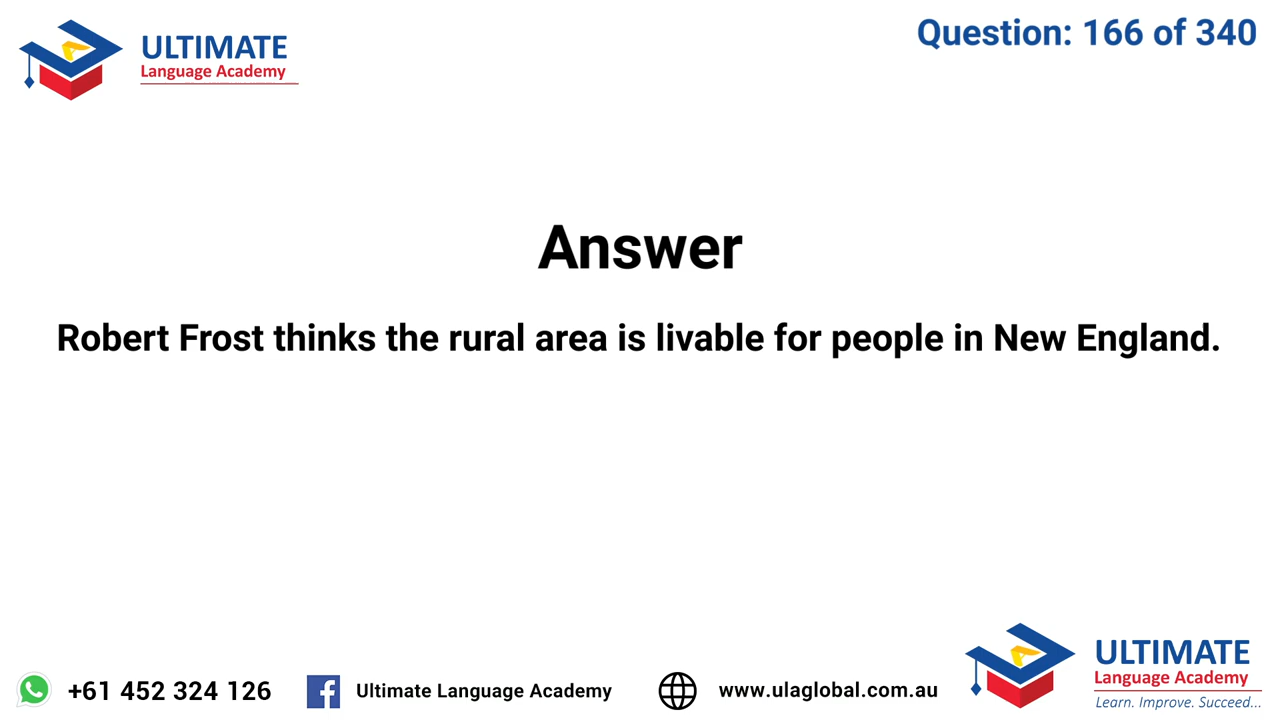 ULTIMATE
Language Academy
Question: 166 of 340
Answer
Robert Frost thinks the rural area is livable for people in New England.
+61 452 324 126
Ultimate Language Academy
www.ulaglobal.com.au
ULTIMATE
Language Academy
Learn. Improve. Succeed...